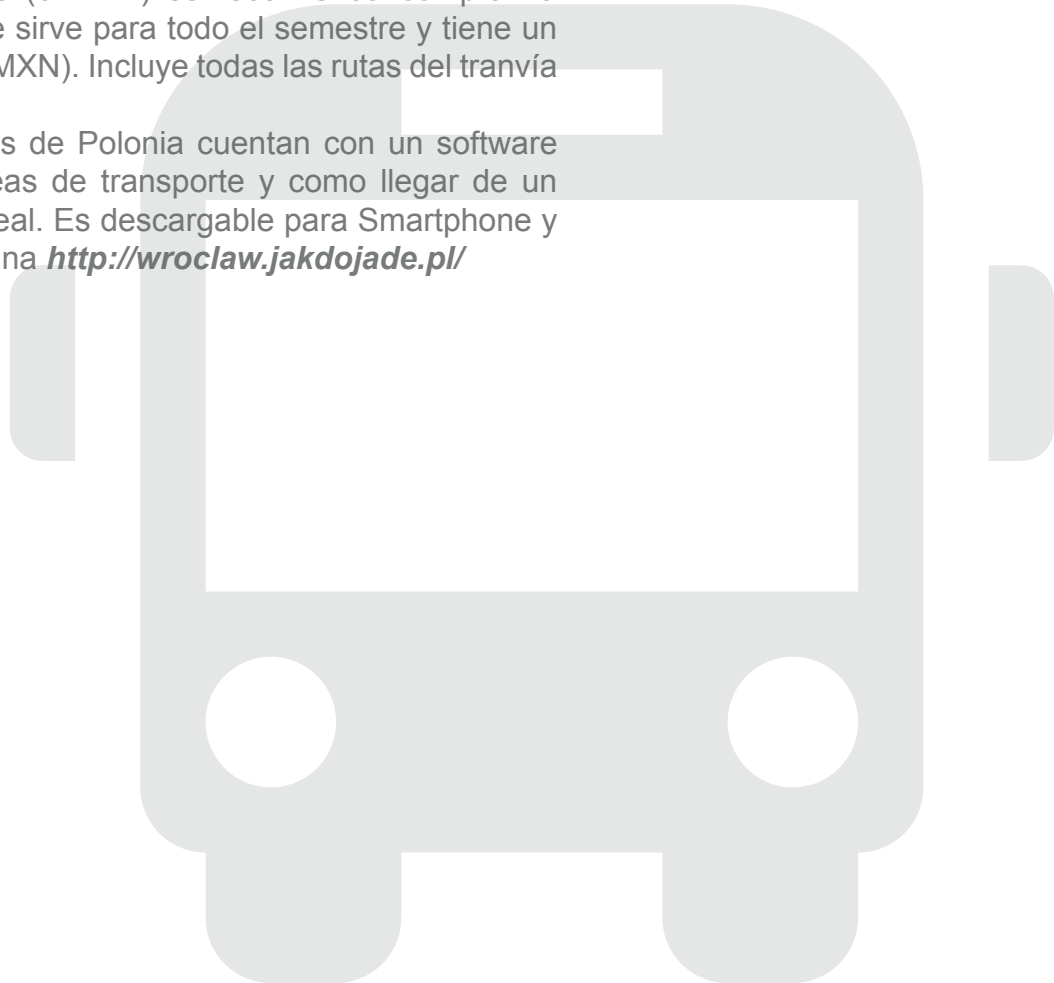 sirve para todo el semestre y tiene un
MXN). Incluye todas las rutas del tranvía
s de Polonia cuentan con un software
eas de transporte y como llegar de un
eal. Es descargable para Smartphone y
na http://wroclaw.jakdojade.pl/